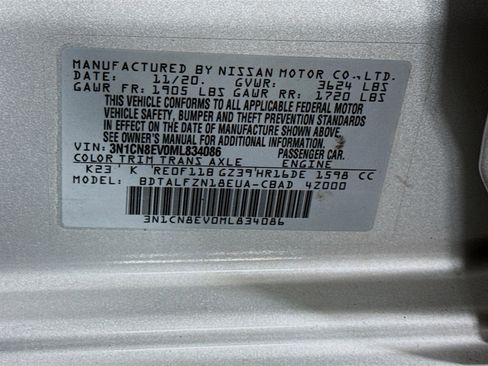 MANUFACTURED BY NISSAN MOTOR CO., LTD.
DATE: 11/20. GVWR: 3624 LBS
GAWR FR: 1905 LBS GAWR RR: 1720 LBS
THIS VEHICLE CONFORMS TO ALL APPLICABLE FEDERAL MOTOR
VEHICLE SAFETY, BUMPER AND THEFT PREVENTION STANDARDS
IN EFFECT ON THE DATE OF MANUFACTURE SHOWN ABOVE.
SEE OWNER'S MANUAL FOR ADDITIONAL INFORMATION.
VIN: 3N1CN8EV0ML834086 PASSENGER CAR.
COLOR TRIM TRANS AXLE ENGINE
K23 K RE0F11B GZ39 HR16DE 1598 CC
MODEL: BDTALFZN18EUA-CBAD 4Z000
3N1CN8EV0ML834086